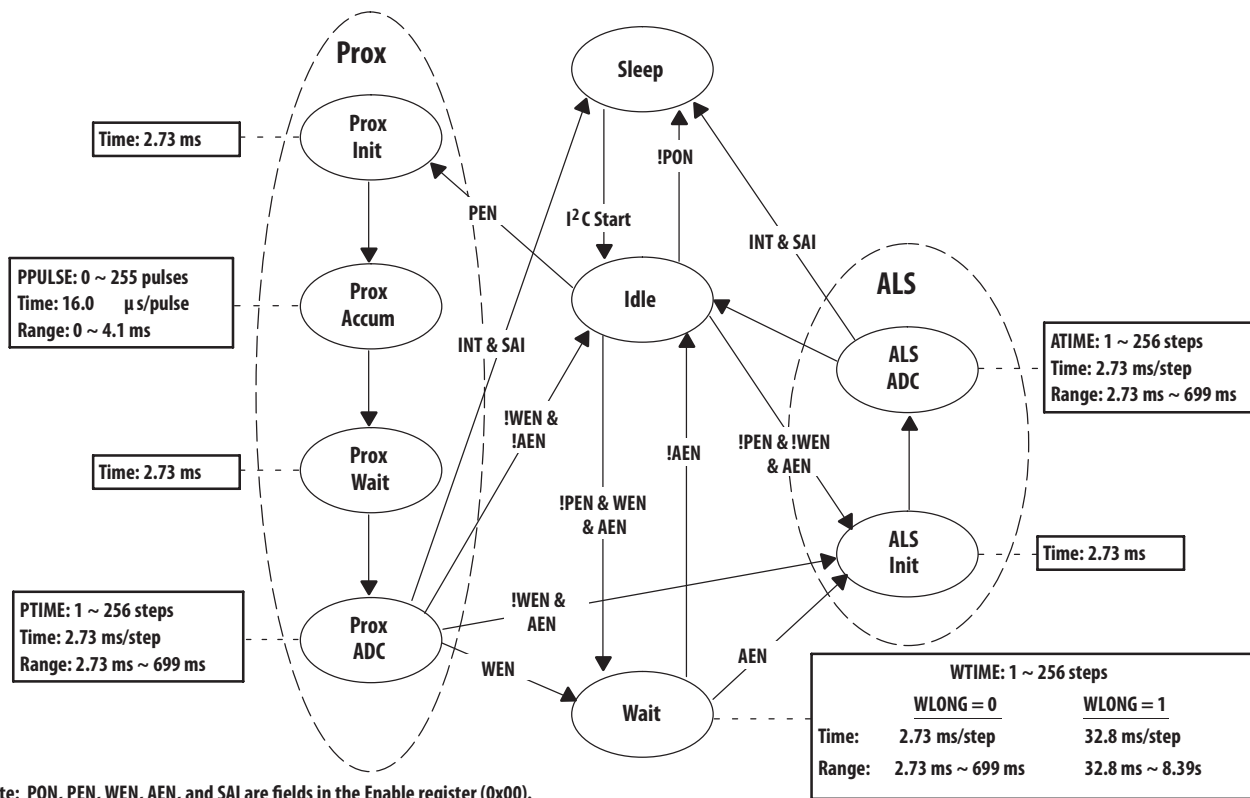 Prox
Sleep
Prox
Init
Time: 2.73 ms
!PON
PEN
I²C Start
INT & SAI
PPULSE: 0 ~ 255 pulses
Time: 16.0 µs/pulse
Range: 0 ~ 4.1 ms
Prox
Accum
Idle
ALS
INT & SAI
ALS
ADC
ATIME: 1 ~ 256 steps
Time: 2.73 ms/step
Range: 2.73 ms ~ 699 ms
!WEN &
!AEN
!AEN
!PEN & !WEN
& AEN
Time: 2.73 ms
Prox
Wait
!PEN & WEN
& AEN
ALS
Init
Time: 2.73 ms
PTIME: 1 ~ 256 steps
Time: 2.73 ms/step
Range: 2.73 ms ~ 699 ms
Prox
ADC
!WEN &
AEN
WEN
AEN
Wait
WTIME: 1 ~ 256 steps
WLONG = 0 WLONG = 1
Time: 2.73 ms/step 32.8 ms/step
Range: 2.73 ms ~ 699 ms 32.8 ms ~ 8.39s
te: PON, PEN, WEN, AEN, and SAI are fields in the Enable register (0x00).